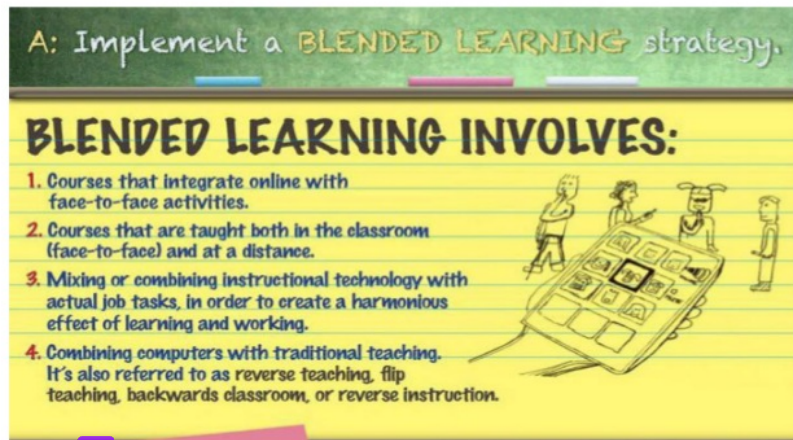 A: Implement a BLENDED LEARNING strategy.
BLENDED LEARNING INVOLVES:
1. Courses that integrate online with
face-to-face activities.
2. Courses that are taught both in the classroom
(face-to-face) and at a distance.
3. Mixing or combining instructional technology with
actual job tasks, in order to create a harmonious
effect of learning and working.
4. Combining computers with traditional teaching.
It's also referred to as reverse teaching, flip
teaching, backwards classroom, or reverse instruction.